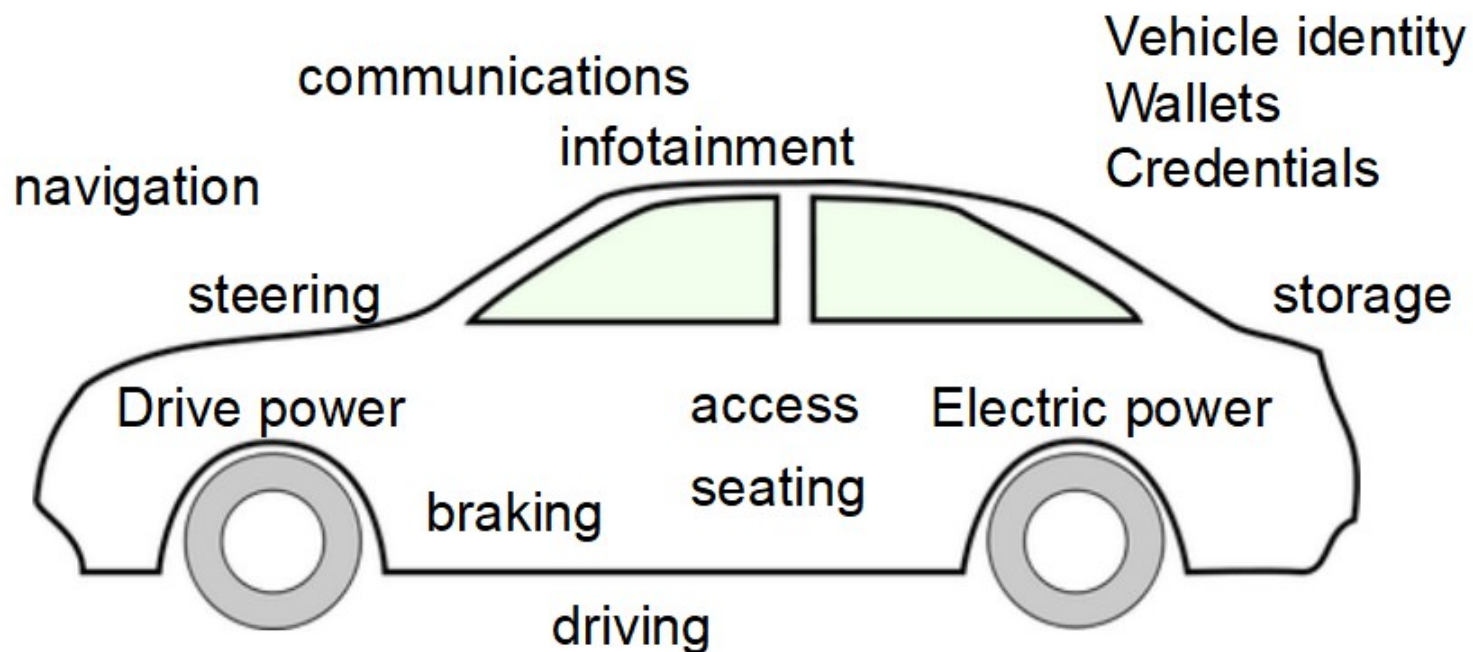 Vehicle identity
communications
Wallets
infotainment
Credentials
navigation
steering
storage
Drive power
access
Electric power
seating
braking
driving